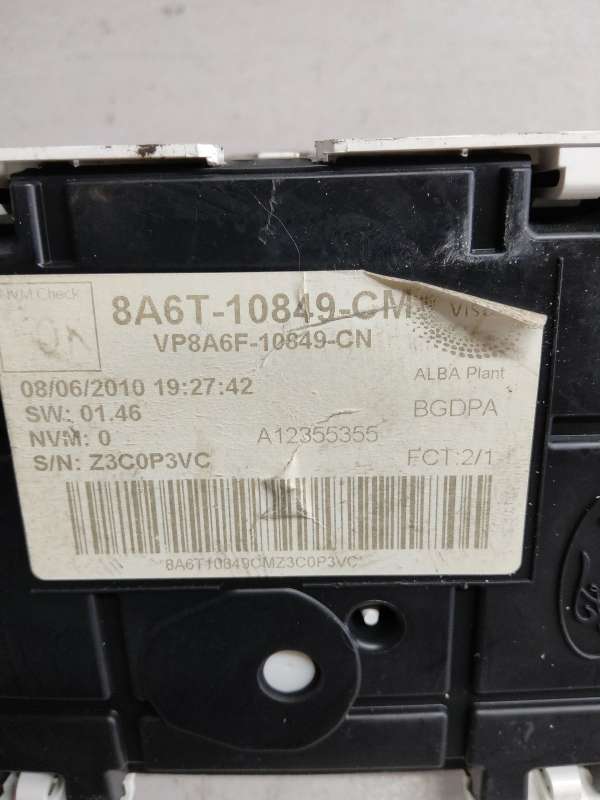 NVM Check
OK
8A6T-10849-CM
VP8A6F-10849-CN
08/06/2010 19:27:42
ALBA Plant
SW: 01.46
BGDPA
NVM: 0
A12355355
S/N: Z3C0P3VC
FCT:2/1
8A6T10849CMZ3C0P3VC